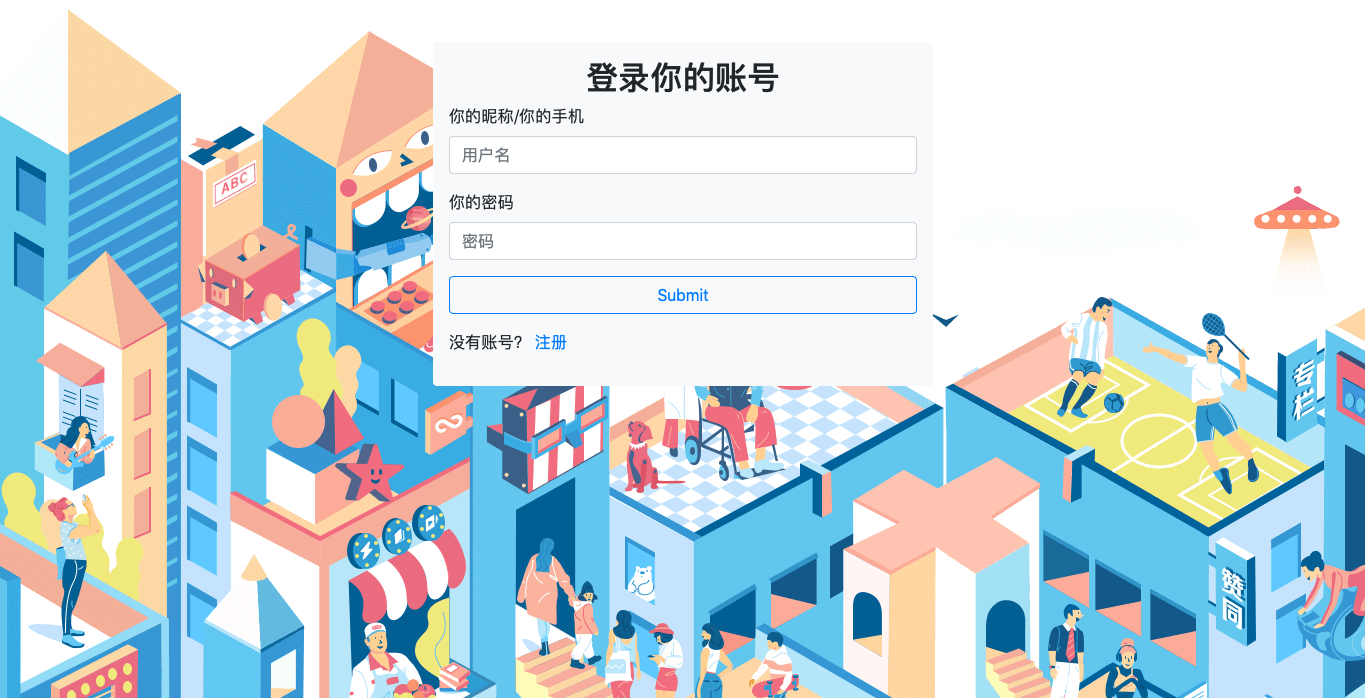 登录你的账号
你的昵称/你的手机
用户名
你的密码
密码
Submit
没有账号? 注册
ABC
专栏
赞同